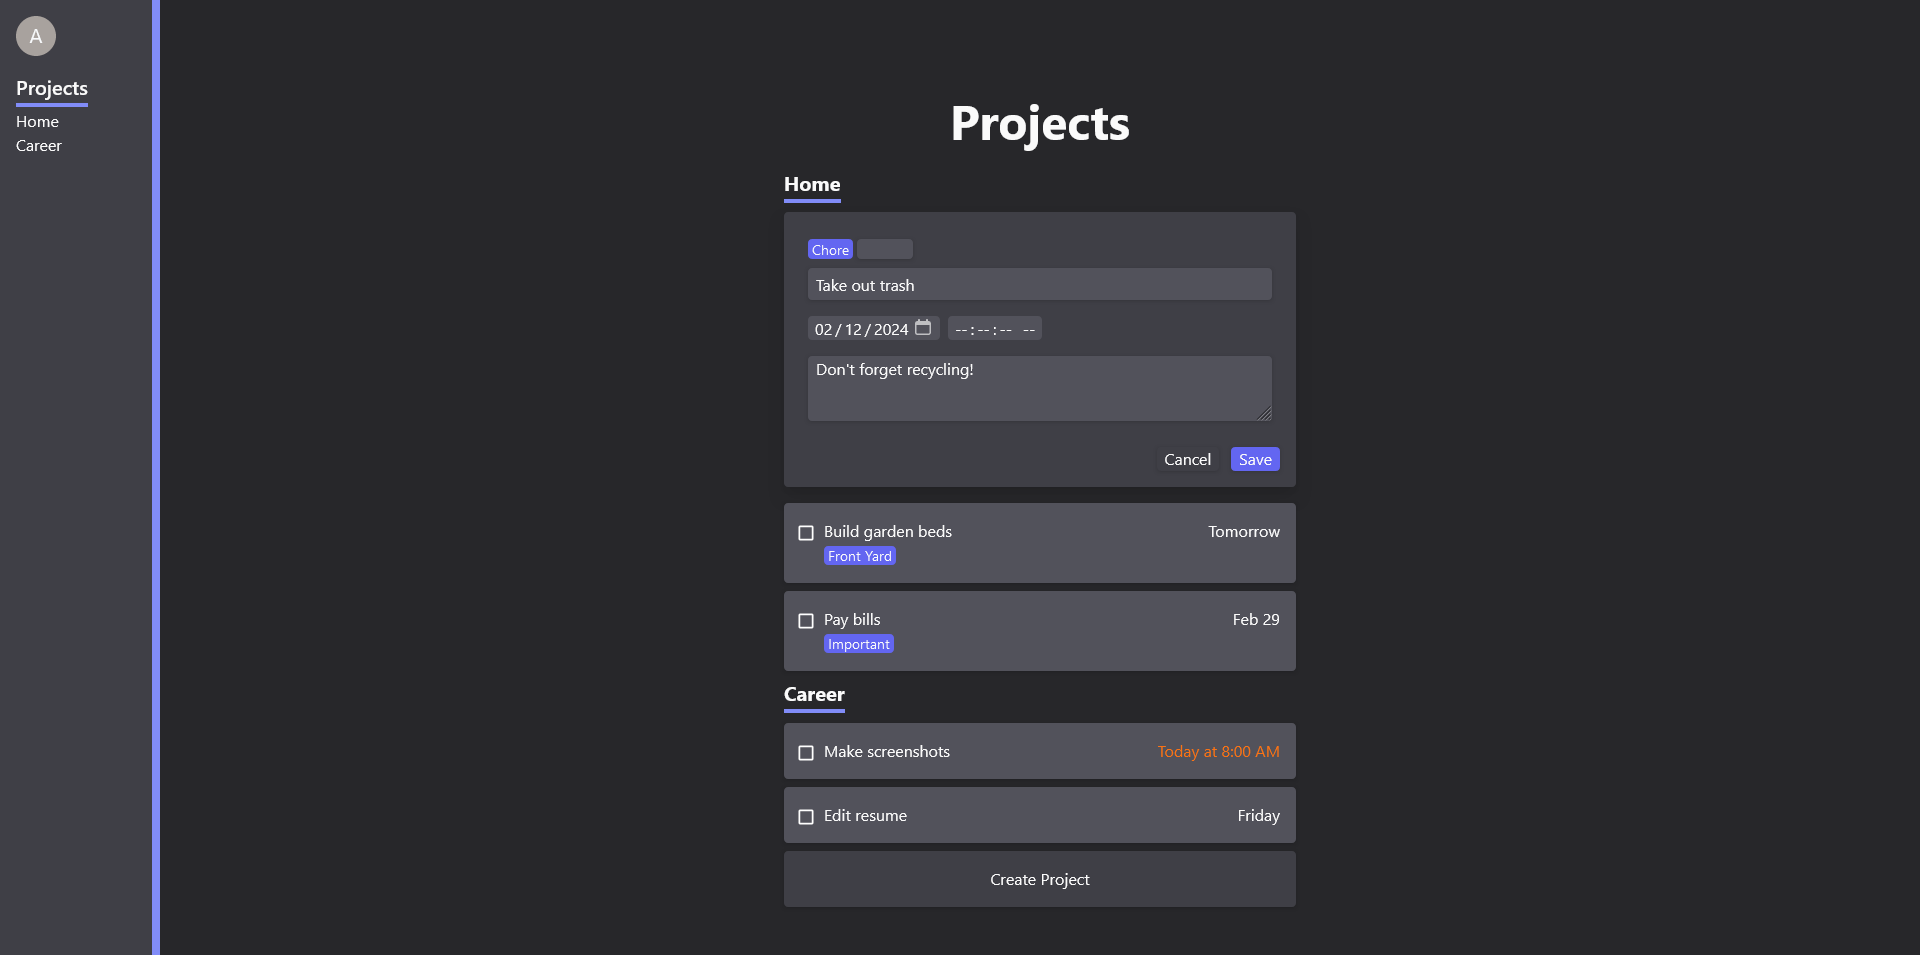 A
Projects
Home
Career
Projects
Home
Chore
Take out trash
02/12/2024 --:--:-- --
Don't forget recycling!
Cancel Save
Build garden beds Tomorrow
Front Yard
Pay bills Feb 29
Important
Career
Make screenshots Today at 8:00 AM
Edit resume Friday
Create Project